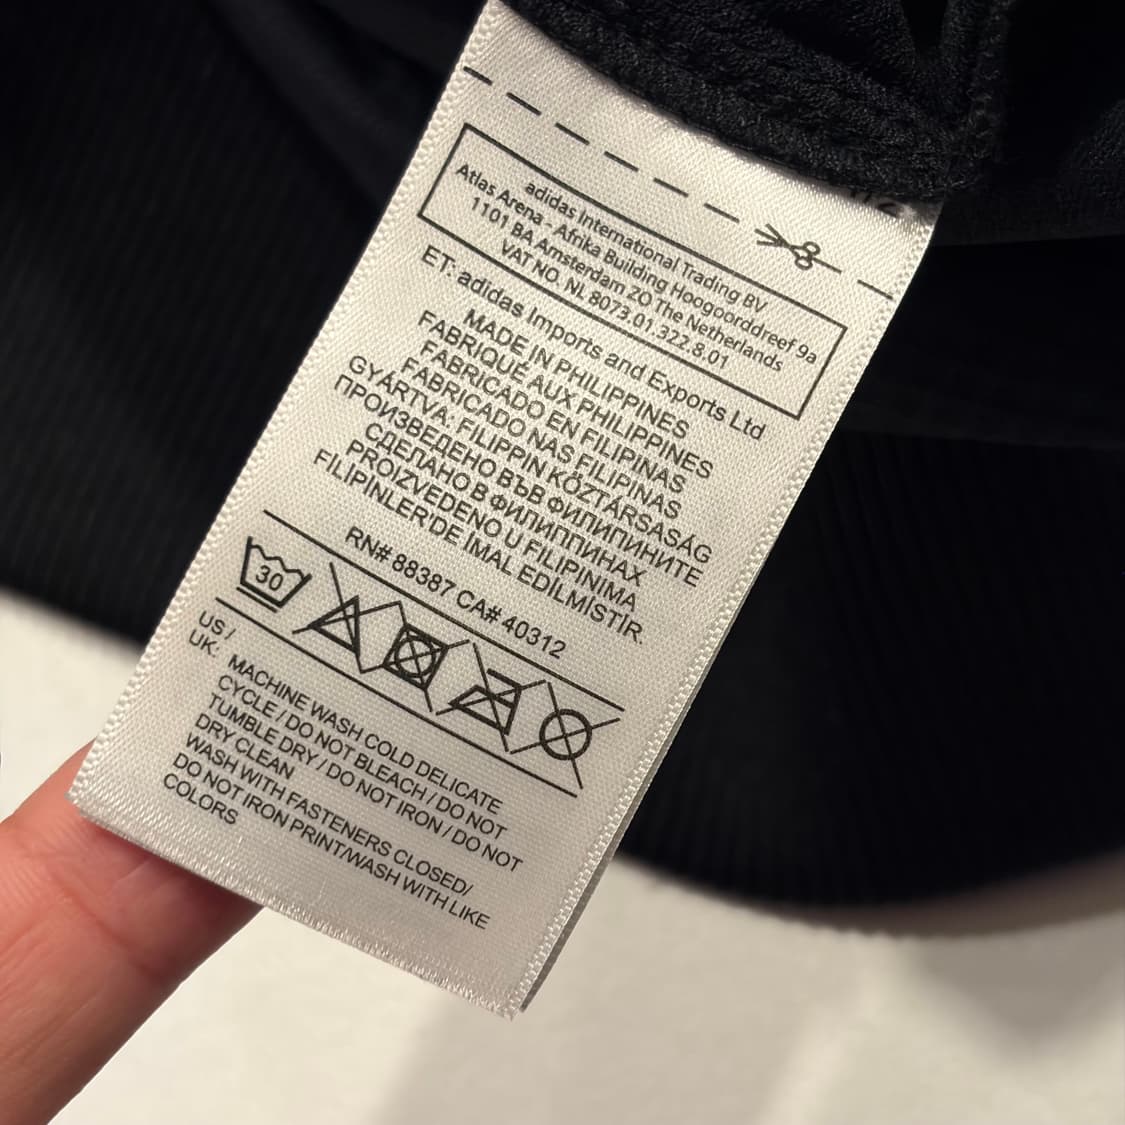 adidas International Trading BV
Atlas Arena - Afrika Building Hoogoorddreef 9a
1101 BA Amsterdam ZO The Netherlands
VAT NO. NL 8073.01.322.8.01
ET: adidas Imports and Exports Ltd
MADE IN PHILIPPINES
FABRIQUÉ AUX PHILIPPINES
FABRICADO EN FILIPINAS
FABRICADO NAS FILIPINAS
GYÁRTVA: FILIPPIN KÖZTÁRSASÁG
ПРОИЗВЕДЕНО ВЪВ ФИЛИПИНИТЕ
СДЕЛАНО В ФИЛИППИНАХ
PROIZVEDENO U FILIPINIMA
FİLİPİNLER'DE İMAL EDİLMİSTİR.
RN# 88387 CA# 40312
30
US /
UK:
MACHINE WASH COLD DELICATE
CYCLE / DO NOT BLEACH / DO NOT
TUMBLE DRY / DO NOT IRON / DO NOT
DRY CLEAN
WASH WITH FASTENERS CLOSED/
DO NOT IRON PRINT/WASH WITH LIKE
COLORS